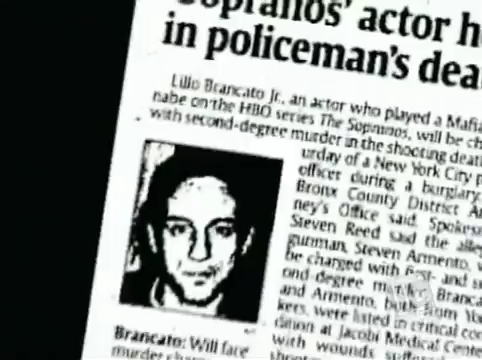 Sopranos' actor h
in policeman's dea
Lillo Brancato Jr., an actor who played a Mafia
nabe on the HBO series The Sopranos, will be ch
with second-degree murder in the shooting deat
urday of a New York City p
officer during a burglary,
Bronx County District A
ney's Office said. Spokes
Steven Reed said the alle
gunman, Steven Armento, w
be charged with first- and s
ond-degree murder. Branca
and Armento, both from Yo
kers, were listed in critical co
dition at Jacobi Medical Cente
with wounds suffe
Brancato: Will face
murder char